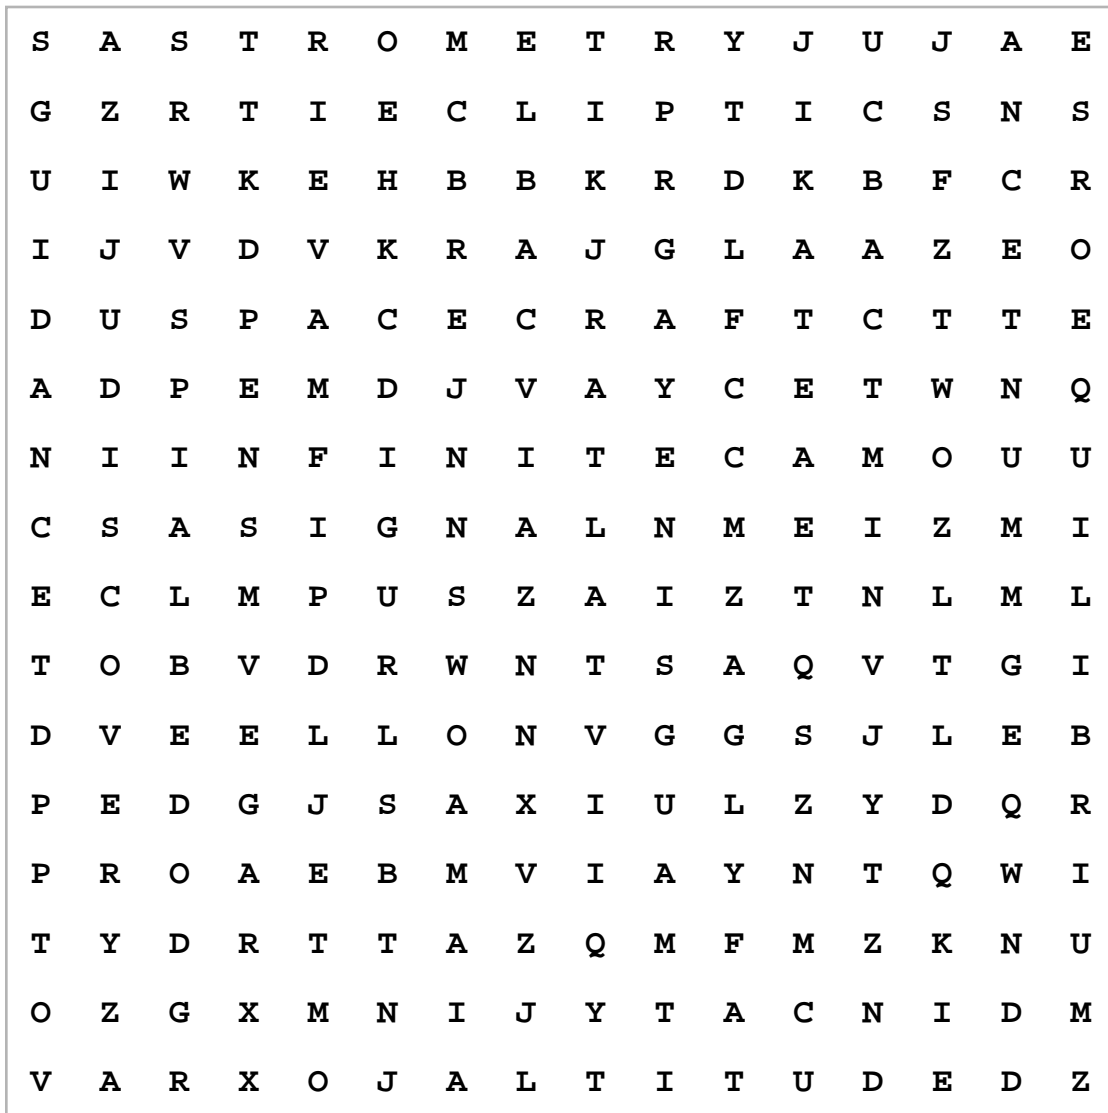 S A S T R O M E T R Y J U J A E
G Z R T I E C L I P T I C S N S
U I W K E H B B K R D K B F C R
I J V D V K R A J G L A A Z E O
D U S P A C E C R A F T C T T E
A D P E M D J V A Y C E T W N Q
N I I N F I N I T E C A M O U U
C S A S I G N A L N M E I Z M I
E C L M P U S Z A I Z T N L M L
T O B V D R W N T S A Q V T G I
D V E E L L O N V G G S J L E B
P E D G J S A X I U L Z Y D Q R
P R O A E B M V I A Y N T Q W I
T Y D R T T A Z Q M F M Z K N U
O Z G X M N I J Y T A C N I D M
V A R X O J A L T I T U D E D Z